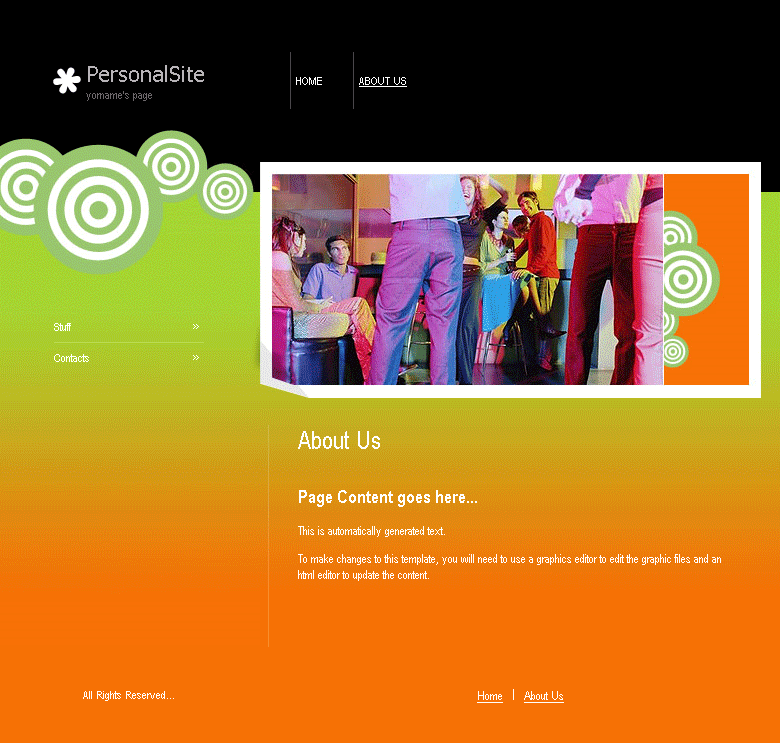 PersonalSite
yorname's page
HOME
ABOUT US
Stuff »
Contacts »
About Us
Page Content goes here...
This is automatically generated text.
To make changes to this template, you will need to use a graphics editor to edit the graphic files and an
html editor to update the content.
All Rights Reserved...
Home | About Us